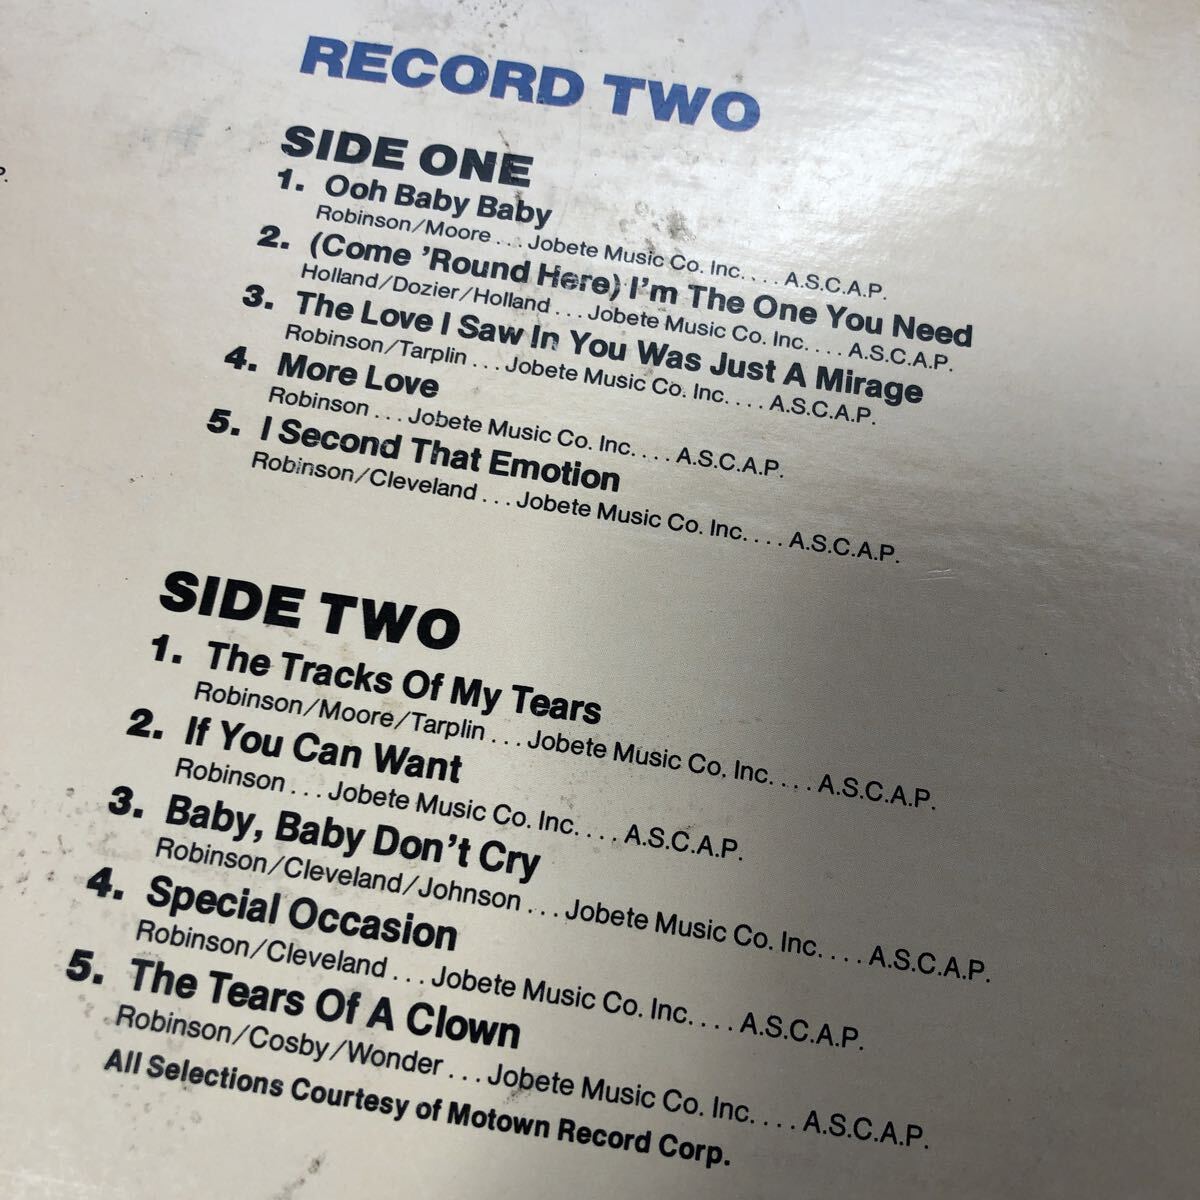 RECORD TWO
SIDE ONE
1. Ooh Baby Baby
Robinson/Moore . . . Jobete Music Co. Inc. . . . A.S.C.A.P.
2. (Come 'Round Here) I'm The One You Need
Holland/Dozier/Holland . . . Jobete Music Co. Inc. . . . A.S.C.A.P.
3. The Love I Saw In You Was Just A Mirage
Robinson/Tarplin . . . Jobete Music Co. Inc. . . . A.S.C.A.P.
4. More Love
Robinson . . . Jobete Music Co. Inc. . . . A.S.C.A.P.
5. I Second That Emotion
Robinson/Cleveland . . . Jobete Music Co. Inc. . . . A.S.C.A.P.
SIDE TWO
1. The Tracks Of My Tears
Robinson/Moore/Tarplin . . . Jobete Music Co. Inc. . . . A.S.C.A.P.
2. If You Can Want
Robinson . . . Jobete Music Co. Inc. . . . A.S.C.A.P.
3. Baby, Baby Don't Cry
Robinson/Cleveland/Johnson . . . Jobete Music Co. Inc. . . . A.S.C.A.P.
4. Special Occasion
Robinson/Cleveland . . . Jobete Music Co. Inc. . . . A.S.C.A.P.
5. The Tears Of A Clown
Robinson/Cosby/Wonder . . . Jobete Music Co. Inc. . . . A.S.C.A.P.
All Selections Courtesy of Motown Record Corp.